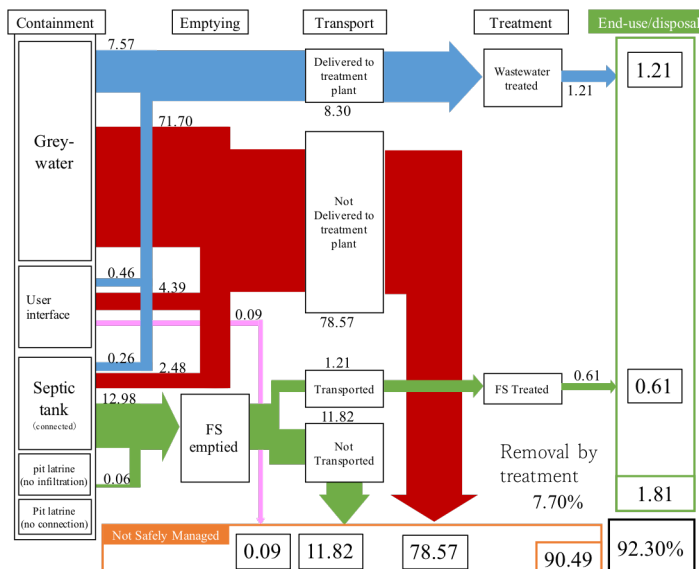 Containment
Emptying
Transport
Treatment
End-use/disposal
7.57
Delivered to
treatment
plant
8.30
Wastewater
treated
1.21
1.21
Grey-
water
71.70
Not
Delivered to
treatment
plant
78.57
User
interface
0.46
4.39
0.09
0.26
2.48
Septic
tank
(connected)
12.98
FS
emptied
1.21
Transported
11.82
Not
Transported
FS Treated
0.61
0.61
pit latrine
(no infiltration)
0.06
Pit latrine
(no connection)
Removal by
treatment
7.70%
1.81
Not Safely Managed
0.09
11.82
78.57
90.49
92.30%